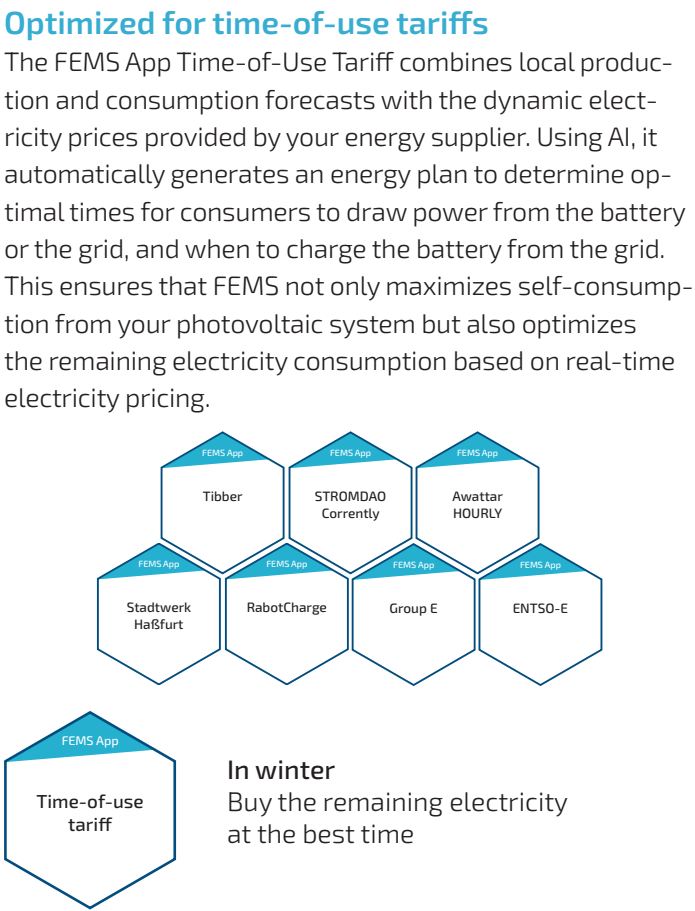 Optimized for time-of-use tariffs
The FEMS App Time-of-Use Tariff combines local produc-
tion and consumption forecasts with the dynamic elect-
ricity prices provided by your energy supplier. Using AI, it
automatically generates an energy plan to determine op-
timal times for consumers to draw power from the battery
or the grid, and when to charge the battery from the grid.
This ensures that FEMS not only maximizes self-consump-
tion from your photovoltaic system but also optimizes
the remaining electricity consumption based on real-time
electricity pricing.
FEMS App
Tibber
FEMS App
STROMDAO
Corrently
FEMS App
Awattar
HOURLY
FEMS App
Stadtwerk
Haßfurt
FEMS App
RabotCharge
FEMS App
Group E
FEMS App
ENTSO-E
FEMS App
Time-of-use
tariff
In winter
Buy the remaining electricity
at the best time